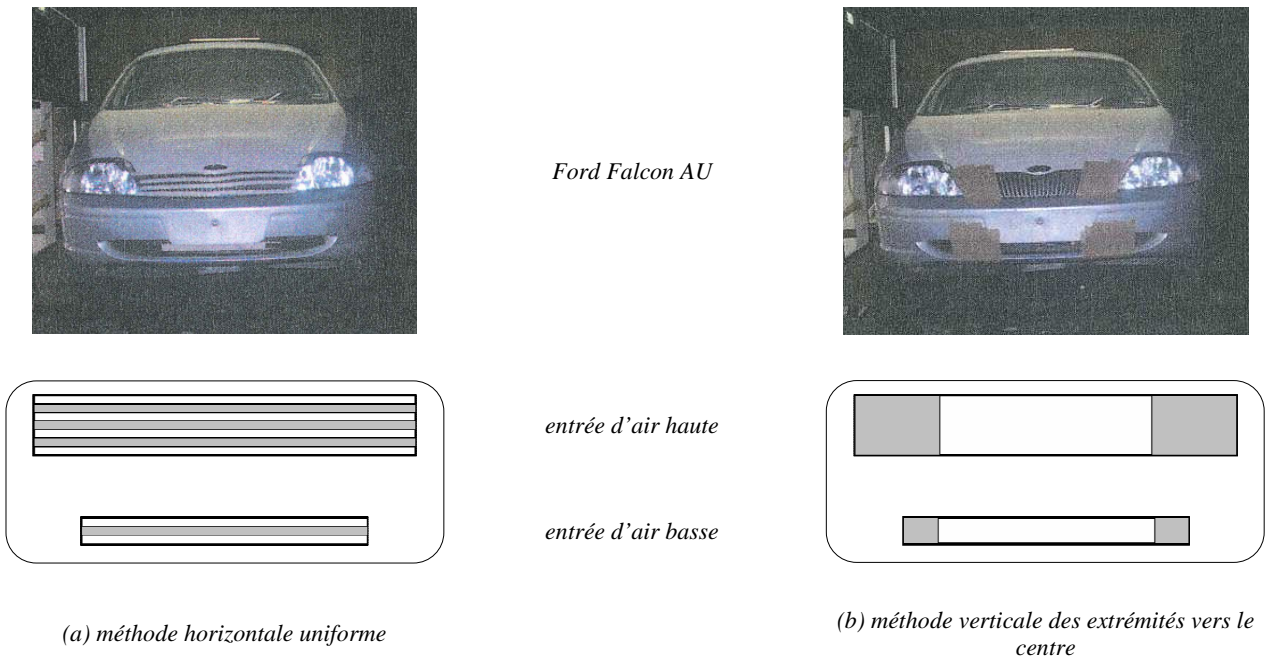 Ford Falcon AU
entrée d'air haute
entrée d'air basse
(a) méthode horizontale uniforme
(b) méthode verticale des extrémités vers le
centre